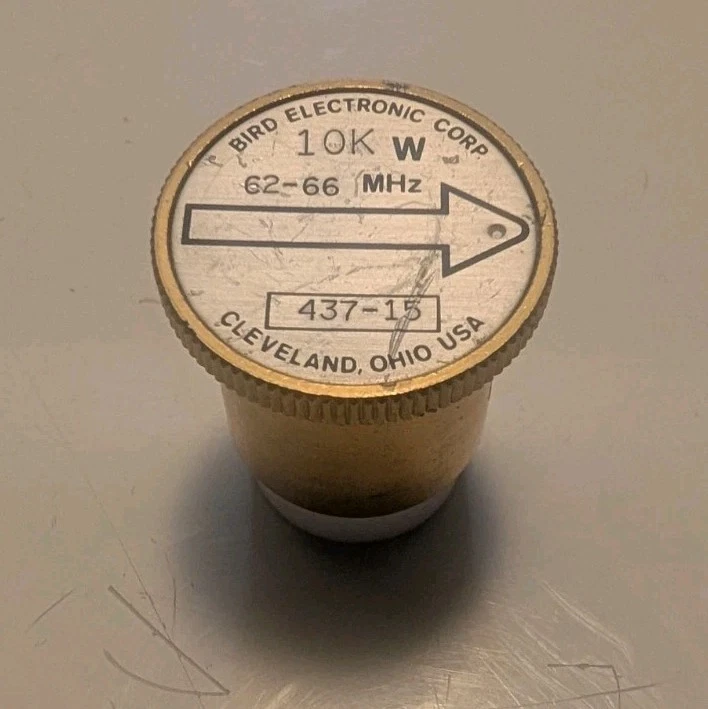 BIRD ELECTRONIC CORP.
10K W
62-66 MHz
437-15
CLEVELAND, OHIO USA